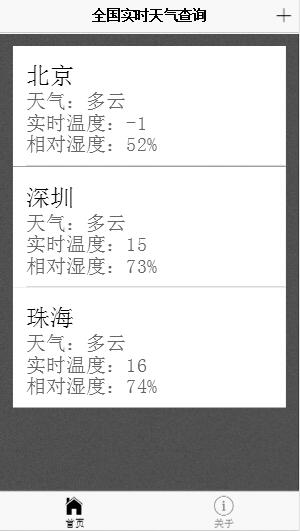 全国实时天气查询
北京
天气：多云
实时温度：-1
相对湿度：52%
深圳
天气：多云
实时温度：15
相对湿度：73%
珠海
天气：多云
实时温度：16
相对湿度：74%
首页
关于